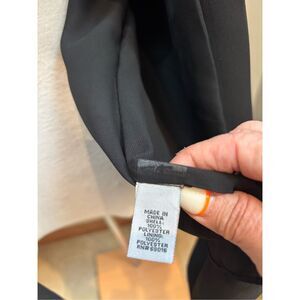 MADE IN
CHINA
SHELL:
100%
POLYESTER
LINING:
100%
POLYESTER
RN# 69016